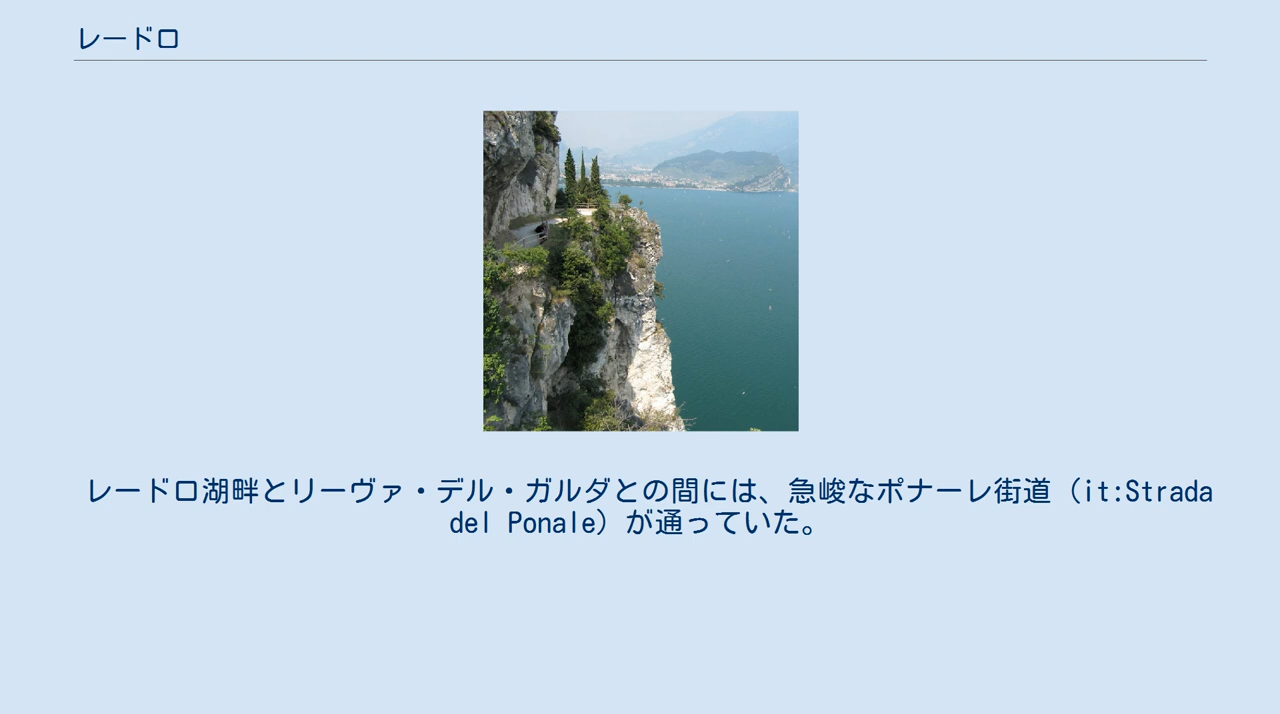 レードロ
レードロ湖畔とリーヴァ・デル・ガルダとの間には、急峻なポナーレ街道（it:Strada
del Ponale）が通っていた。